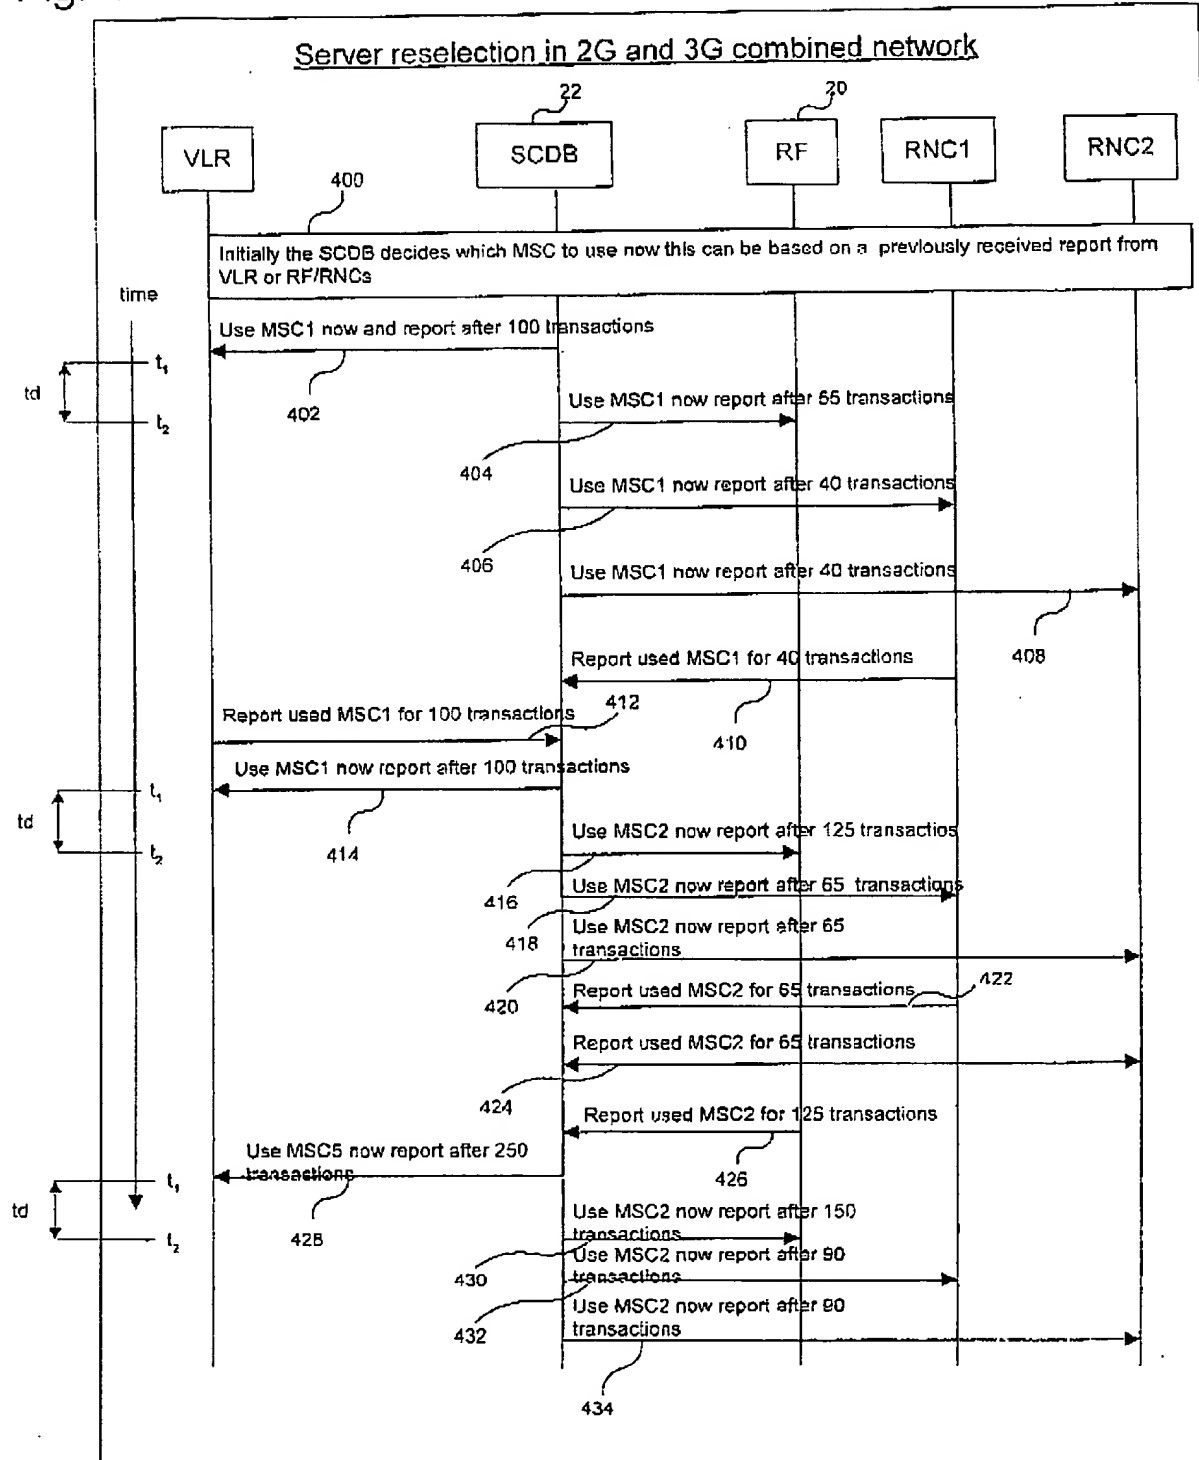 Server reselection in 2G and 3G combined network
22
20
VLR
SCDB
RF
RNC1
RNC2
400
Initially the SCDB decides which MSC to use now this can be based on a previously received report from
VLR or RF/RNCs
time
Use MSC1 now and report after 100 transactions
t1
td
402
Use MSC1 now report after 55 transactions
t2
404
Use MSC1 now report after 40 transactions
406
Use MSC1 now report after 40 transactions
408
Report used MSC1 for 40 transactions
412
Report used MSC1 for 100 transactions
410
Use MSC1 now report after 100 transactions
t1
td
414
Use MSC2 now report after 125 transactios
t2
416
Use MSC2 now report after 65 transactions
418
Use MSC2 now report after 65
transactions
420
422
Report used MSC2 for 65 transactions
Report used MSC2 for 65 transactions
424
Report used MSC2 for 125 transactions
426
Use MSC5 now report after 250
transactions
t1
td
428
Use MSC2 now report after 150
transactions
t2
430
Use MSC2 now report after 90
transactions
432
Use MSC2 now report after 90
transactions
434